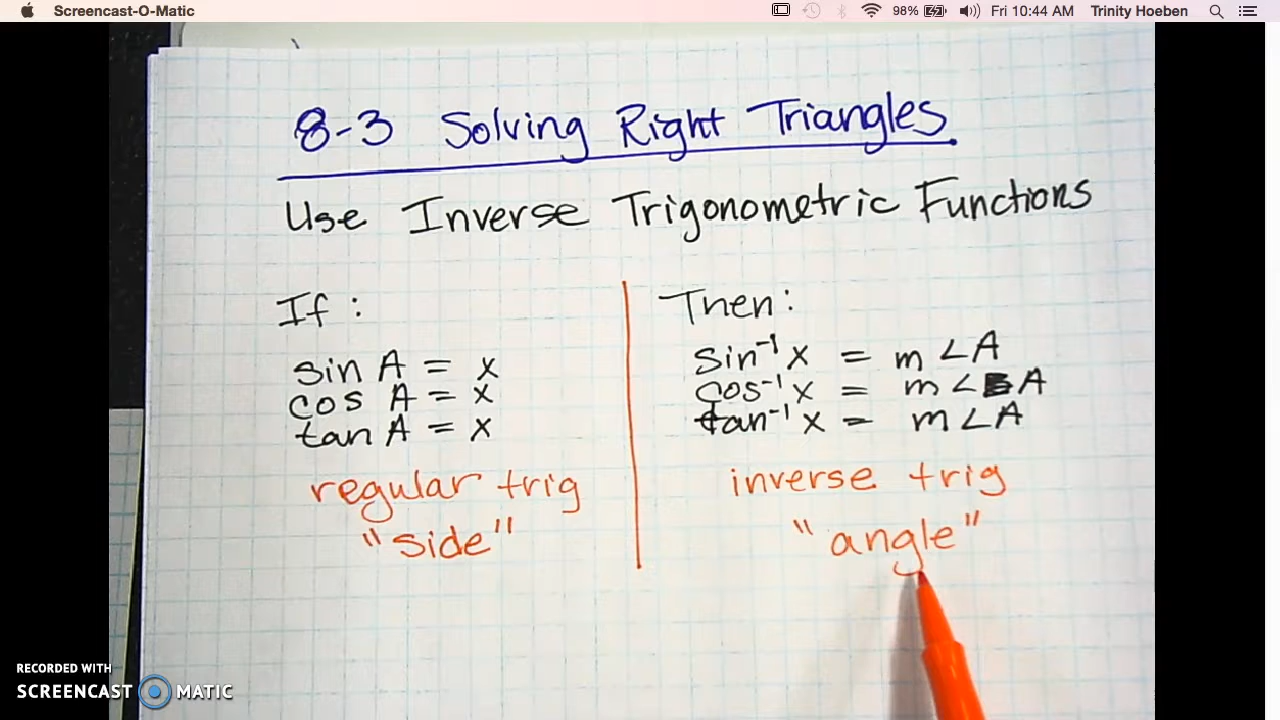 Screencast-O-Matic 98% Fri 10:44 AM Trinity Hoeben
8-3 Solving Right Triangles
Use Inverse Trigonometric Functions
If :
sin A = x
cos A = x
tan A = x
regular trig
"side"
Then:
sin⁻¹ x = m∠A
cos⁻¹ x = m∠A
tan⁻¹ x = m∠A
inverse trig
"angle"
RECORDED WITH
SCREENCAST MATIC